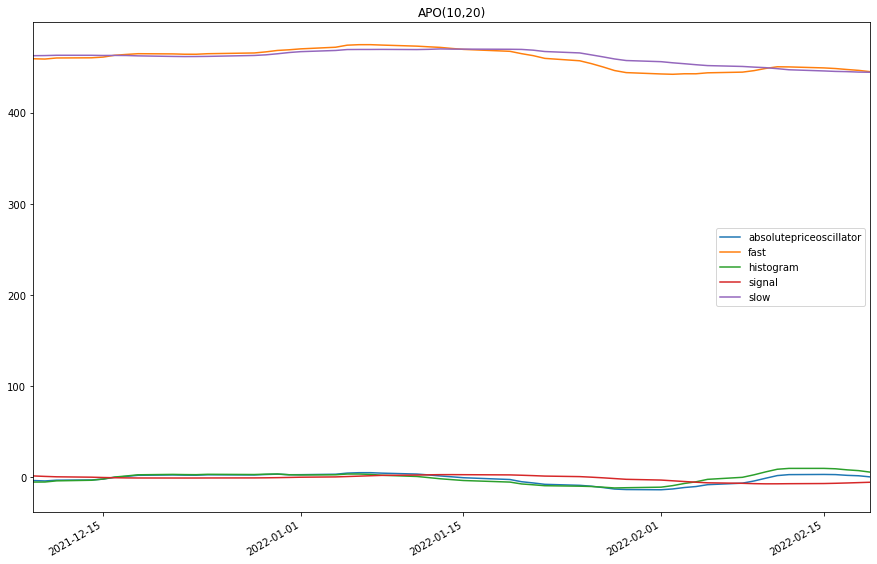 APO(10,20)
400
300
200
100
0
absolutepriceoscillator
fast
histogram
signal
slow
2021-12-15
2022-01-01
2022-01-15
2022-02-01
2022-02-15